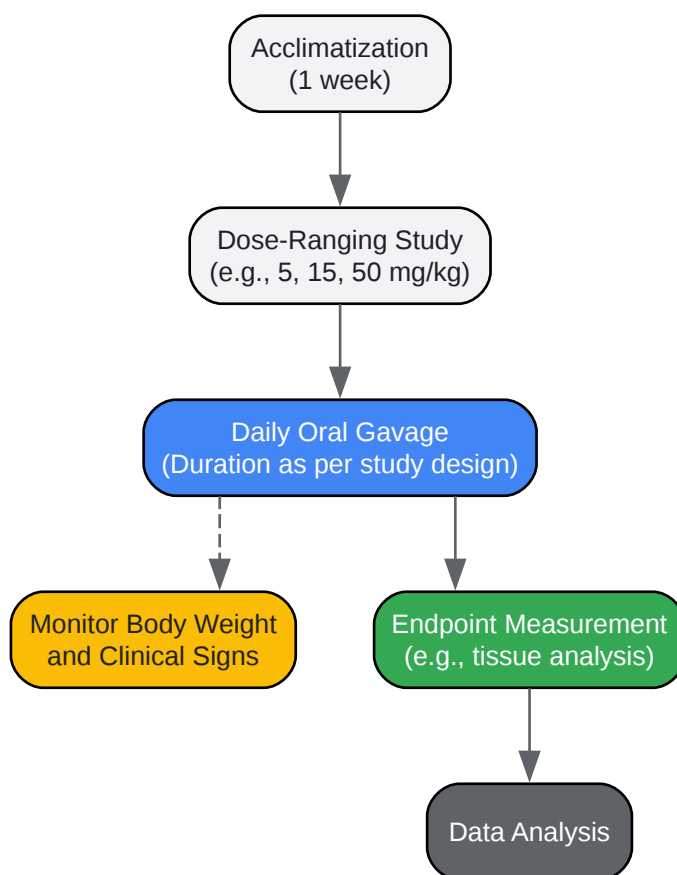 Acclimatization
(1 week)
Dose-Ranging Study
(e.g., 5, 15, 50 mg/kg)
Daily Oral Gavage
(Duration as per study design)
Monitor Body Weight
and Clinical Signs
Endpoint Measurement
(e.g., tissue analysis)
Data Analysis